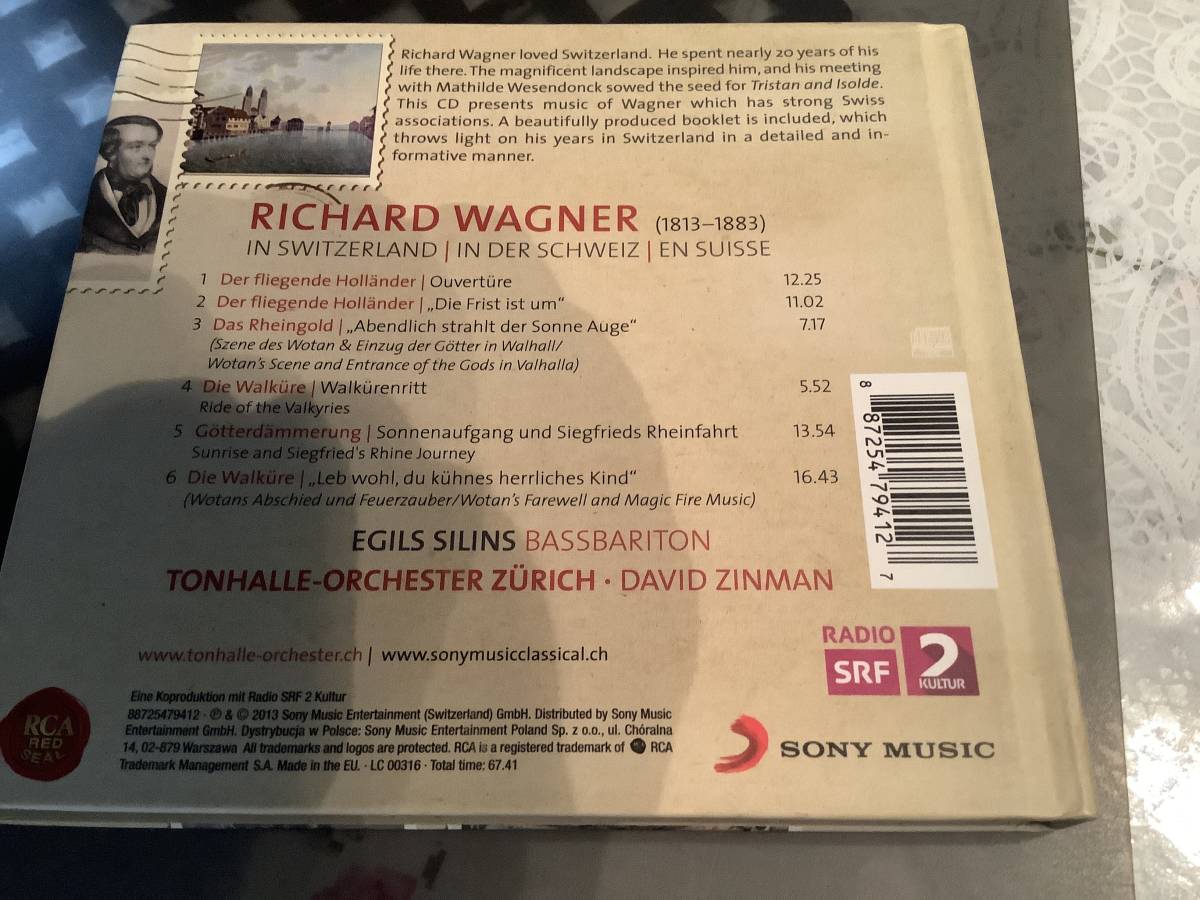 Richard Wagner loved Switzerland. He spent nearly 20 years of his
life there. The magnificent landscape inspired him, and his meeting
with Mathilde Wesendonck sowed the seed for Tristan and Isolde.
This CD presents music of Wagner which has strong Swiss
associations. A beautifully produced booklet is included, which
throws light on his years in Switzerland in a detailed and in-
formative manner.
RICHARD WAGNER (1813–1883)
IN SWITZERLAND | IN DER SCHWEIZ | EN SUISSE
1 Der fliegende Holländer | Ouvertüre 12.25
2 Der fliegende Holländer | „Die Frist ist um“ 11.02
3 Das Rheingold | „Abendlich strahlt der Sonne Auge“ 7.17
(Szene des Wotan & Einzug der Götter in Walhall/
Wotan's Scene and Entrance of the Gods in Valhalla)
4 Die Walküre | Walkürenritt 5.52
Ride of the Valkyries
5 Götterdämmerung | Sonnenaufgang und Siegfrieds Rheinfahrt 13.54
Sunrise and Siegfried's Rhine Journey
6 Die Walküre | „Leb wohl, du kühnes herrliches Kind“ 16.43
(Wotans Abschied und Feuerzauber/Wotan's Farewell and Magic Fire Music)
EGILS SILINS BASSBARITON
TONHALLE-ORCHESTER ZÜRICH · DAVID ZINMAN
8 87254 79412 7
www.tonhalle-orchester.ch | www.sonymusicclassical.ch
RADIO
SRF 2
KULTUR
Eine Koproduktion mit Radio SRF 2 Kultur
88725479412 · ℗ & © 2013 Sony Music Entertainment (Switzerland) GmbH. Distributed by Sony Music
Entertainment GmbH. Dystrybucja w Polsce: Sony Music Entertainment Poland Sp. z o.o., ul. Chóralna
14, 02-879 Warszawa All trademarks and logos are protected. RCA is a registered trademark of RCA
Trademark Management S.A. Made in the EU. · LC 00316 · Total time: 67.41
RCA
RED
SEAL
SONY MUSIC